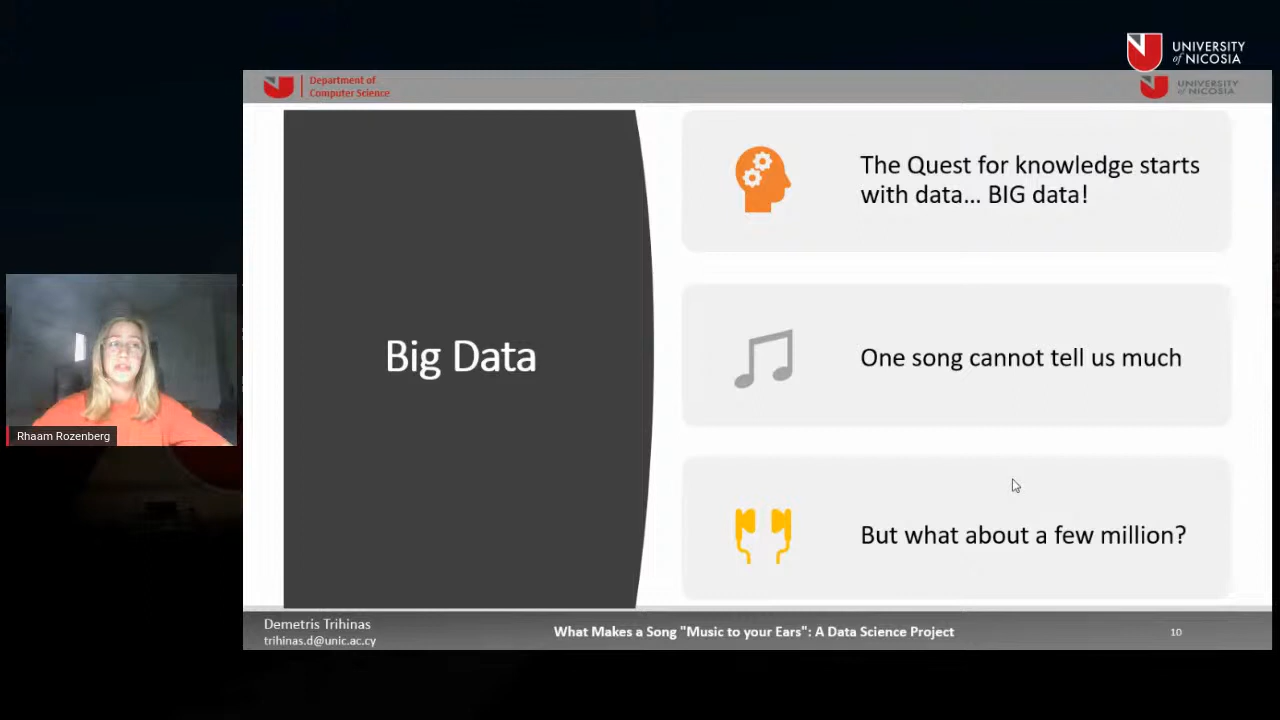 UNIVERSITY
of NICOSIA
Department of
Computer Science
UNIVERSITY
of NICOSIA
Big Data
The Quest for knowledge starts
with data... BIG data!
One song cannot tell us much
But what about a few million?
Rhaam Rozenberg
Demetris Trihinas
trihinas.d@unic.ac.cy
What Makes a Song "Music to your Ears": A Data Science Project
10